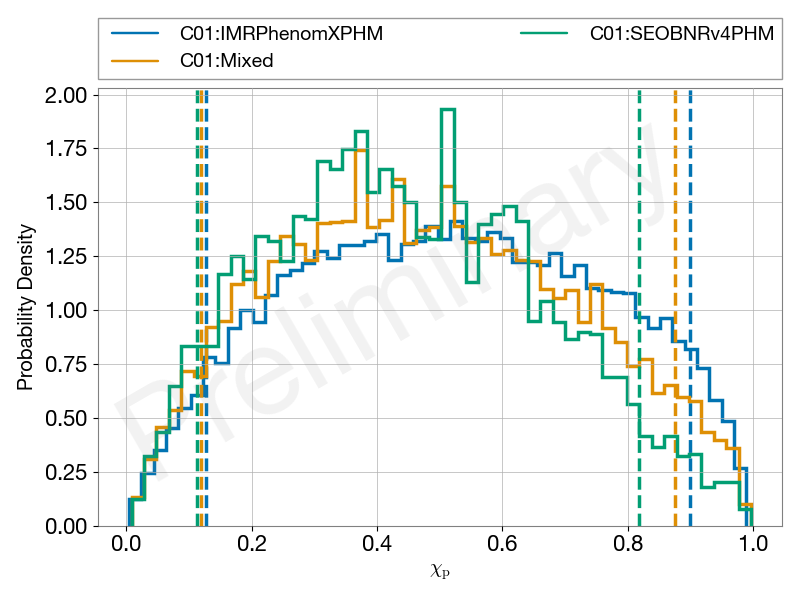 C01:IMRPhenomXPHM
C01:Mixed
C01:SEOBNRv4PHM
2.00
1.75
1.50
1.25
1.00
0.75
0.50
0.25
0.00
Probability Density
Preliminary
0.0 0.2 0.4 0.6 0.8 1.0
χp